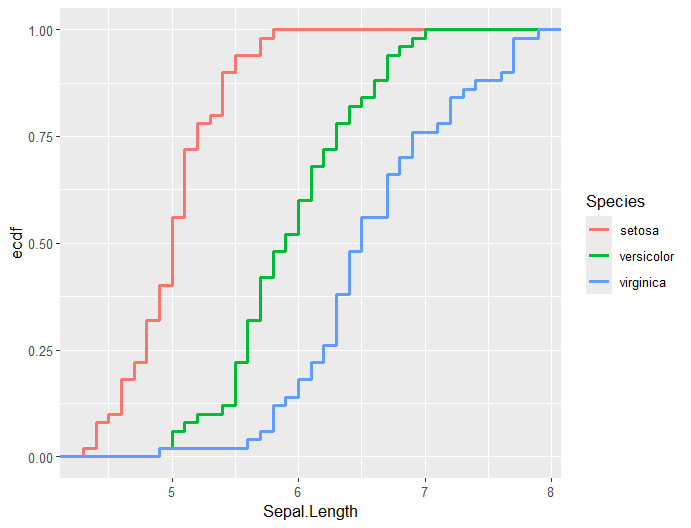 1.00
0.75
0.50
0.25
0.00
ecdf
5 6 7 8
Sepal.Length
Species
setosa
versicolor
virginica